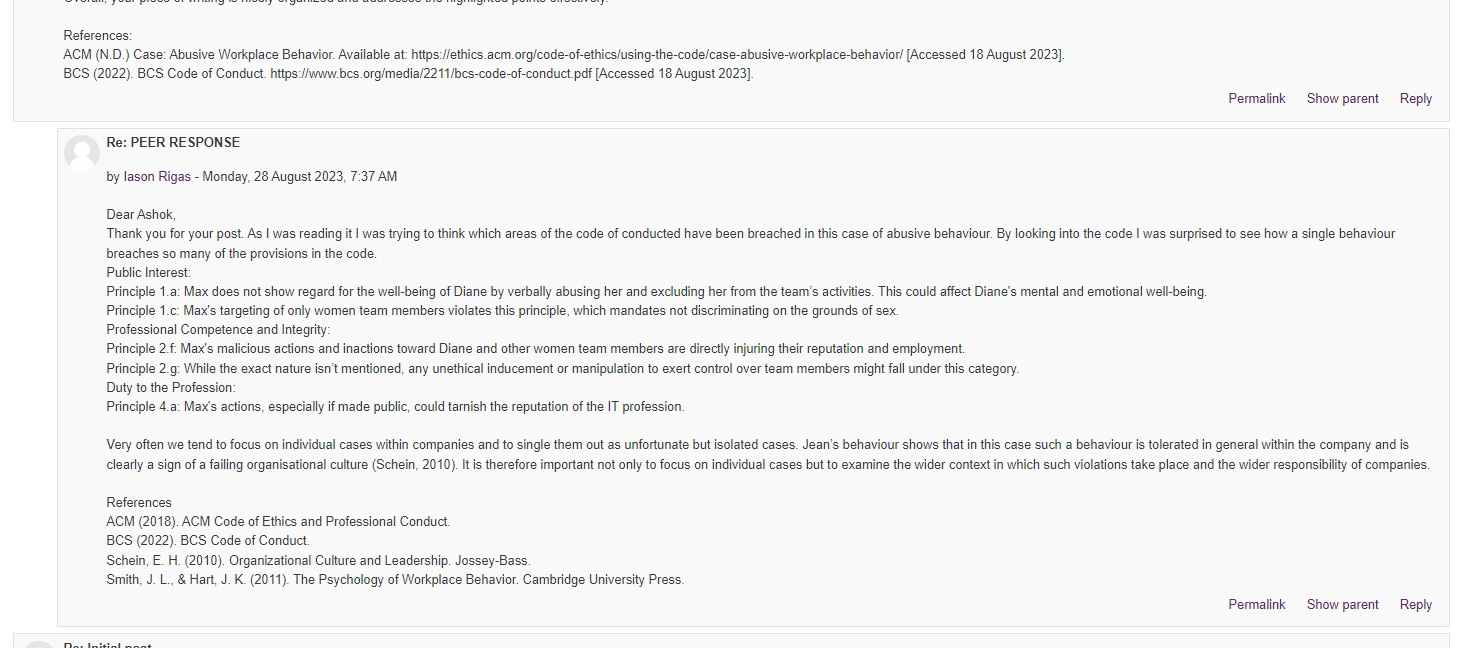 Overall, your piece of writing is nicely organized and addresses the highlighted points effectively.
References:
ACM (N.D.) Case: Abusive Workplace Behavior. Available at: https://ethics.acm.org/code-of-ethics/using-the-code/case-abusive-workplace-behavior/ [Accessed 18 August 2023].
BCS (2022). BCS Code of Conduct. https://www.bcs.org/media/2211/bcs-code-of-conduct.pdf [Accessed 18 August 2023].
Permalink Show parent Reply
Re: PEER RESPONSE
by Iason Rigas - Monday, 28 August 2023, 7:37 AM
Dear Ashok,
Thank you for your post. As I was reading it I was trying to think which areas of the code of conducted have been breached in this case of abusive behaviour. By looking into the code I was surprised to see how a single behaviour
breaches so many of the provisions in the code.
Public Interest:
Principle 1.a: Max does not show regard for the well-being of Diane by verbally abusing her and excluding her from the team's activities. This could affect Diane's mental and emotional well-being.
Principle 1.c: Max's targeting of only women team members violates this principle, which mandates not discriminating on the grounds of sex.
Professional Competence and Integrity:
Principle 2.f: Max's malicious actions and inactions toward Diane and other women team members are directly injuring their reputation and employment.
Principle 2.g: While the exact nature isn't mentioned, any unethical inducement or manipulation to exert control over team members might fall under this category.
Duty to the Profession:
Principle 4.a: Max's actions, especially if made public, could tarnish the reputation of the IT profession.
Very often we tend to focus on individual cases within companies and to single them out as unfortunate but isolated cases. Jean's behaviour shows that in this case such a behaviour is tolerated in general within the company and is
clearly a sign of a failing organisational culture (Schein, 2010). It is therefore important not only to focus on individual cases but to examine the wider context in which such violations take place and the wider responsibility of companies.
References
ACM (2018). ACM Code of Ethics and Professional Conduct.
BCS (2022). BCS Code of Conduct.
Schein, E. H. (2010). Organizational Culture and Leadership. Jossey-Bass.
Smith, J. L., & Hart, J. K. (2011). The Psychology of Workplace Behavior. Cambridge University Press.
Permalink Show parent Reply
Re: Initial post